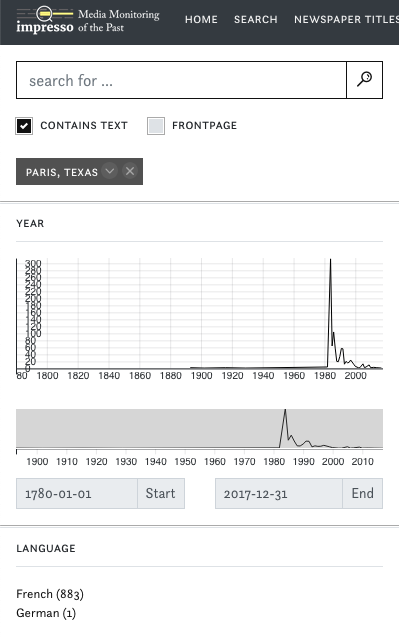 impresso Media Monitoring of the Past
HOME SEARCH NEWSPAPER TITLES
search for ...
CONTAINS TEXT FRONTPAGE
PARIS, TEXAS
YEAR
300
280
260
240
220
200
180
160
140
120
100
80
60
40
20
0
80 1800 1820 1840 1860 1880 1900 1920 1940 1960 1980 2000
1900 1910 1920 1930 1940 1950 1960 1970 1980 1990 2000 2010
1780-01-01 Start 2017-12-31 End
LANGUAGE
French (883)
German (1)